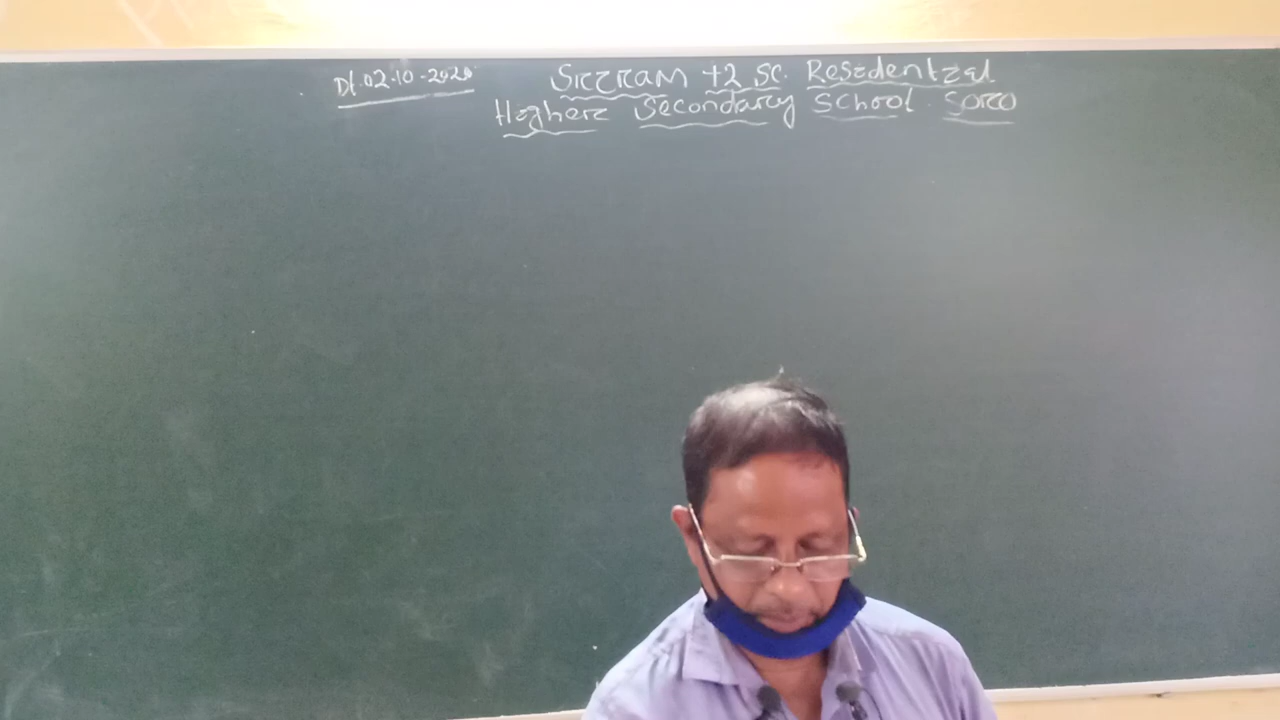 Dt.02.10-2020 Sriram +2 Sc. Residential
Higher Secondary School. Soro